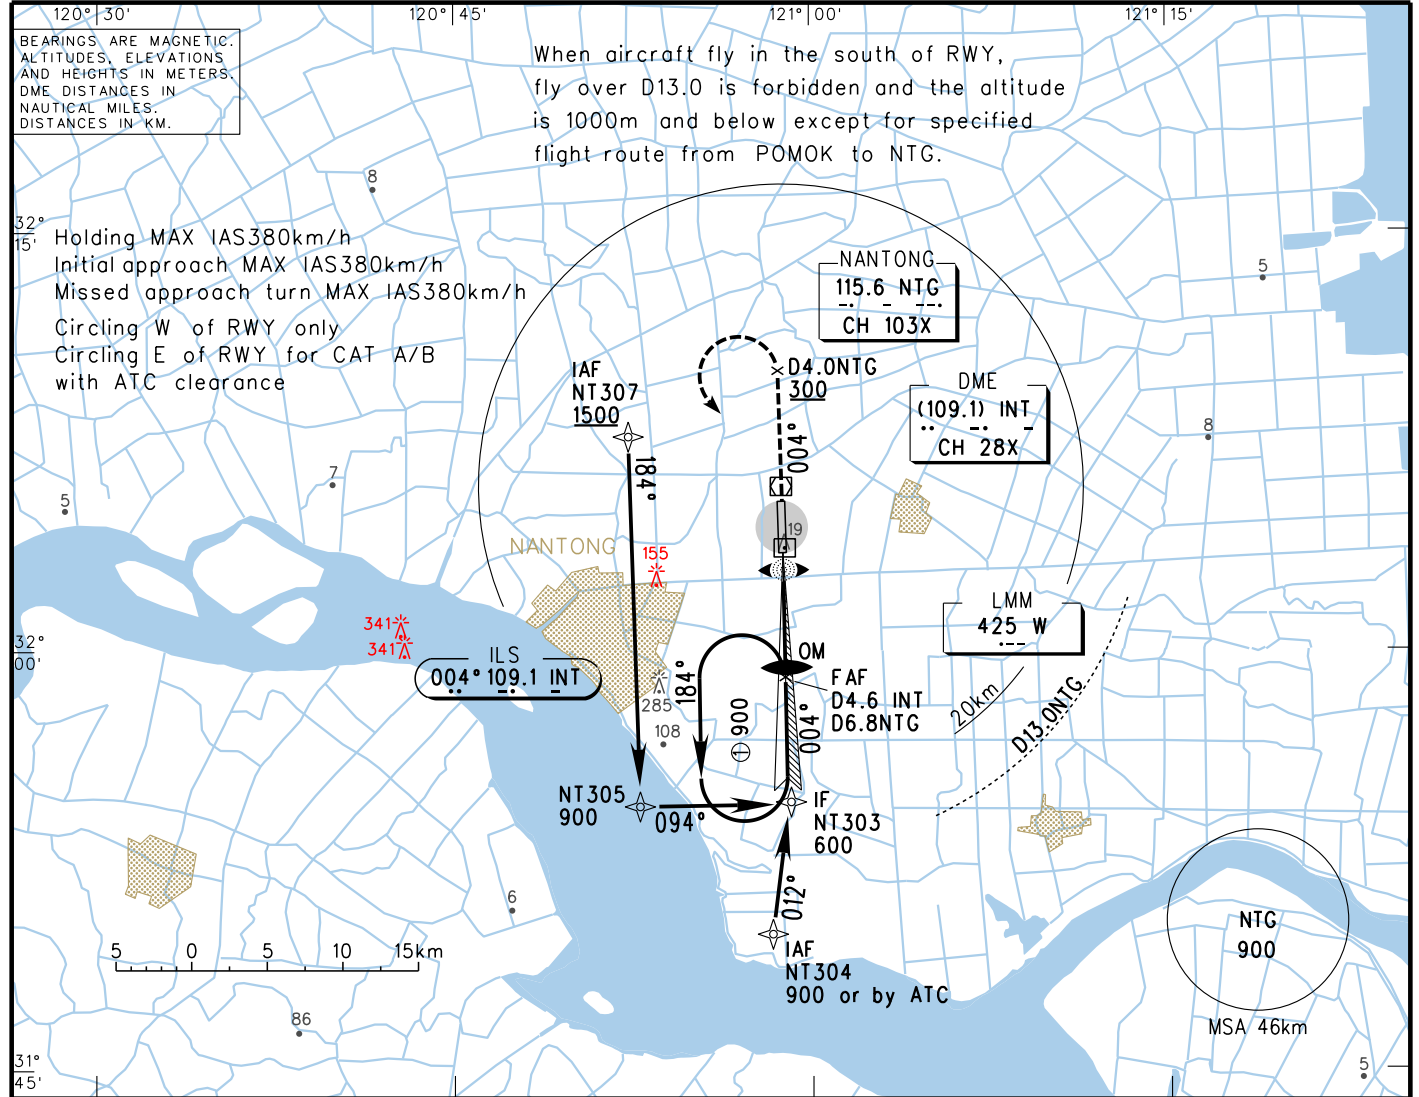 120° 30'
120° 45'
121° 00'
121° 15'
BEARINGS ARE MAGNETIC.
ALTITUDES, ELEVATIONS
AND HEIGHTS IN METERS.
DME DISTANCES IN
NAUTICAL MILES.
DISTANCES IN KM.
When aircraft fly in the south of RWY,
fly over D13.0 is forbidden and the altitude
is 1000m and below except for specified
flight route from POMOK to NTG.
8
32°
15'
Holding MAX IAS380km/h
Initial approach MAX IAS380km/h
Missed approach turn MAX IAS380km/h
Circling W of RWY only
Circling E of RWY for CAT A/B
with ATC clearance
NANTONG
115.6 NTG
CH 103X
5
IAF
NT307
1500
D4.0NTG
300
DME
(109.1) INT
CH 28X
8
184°
004°
7
5
19
NANTONG
155
LMM
425 W
341
341
32°
00'
ILS
004° 109.1 INT
OM
FAF
D4.6 INT
D6.8NTG
184°
285
108
1 900
004°
20km
D13.0NTG
NT305
900
094°
IF
NT303
600
012°
6
NTG
900
MSA 46km
5 0 5 10 15km
IAF
NT304
900 or by ATC
86
31°
45'
5